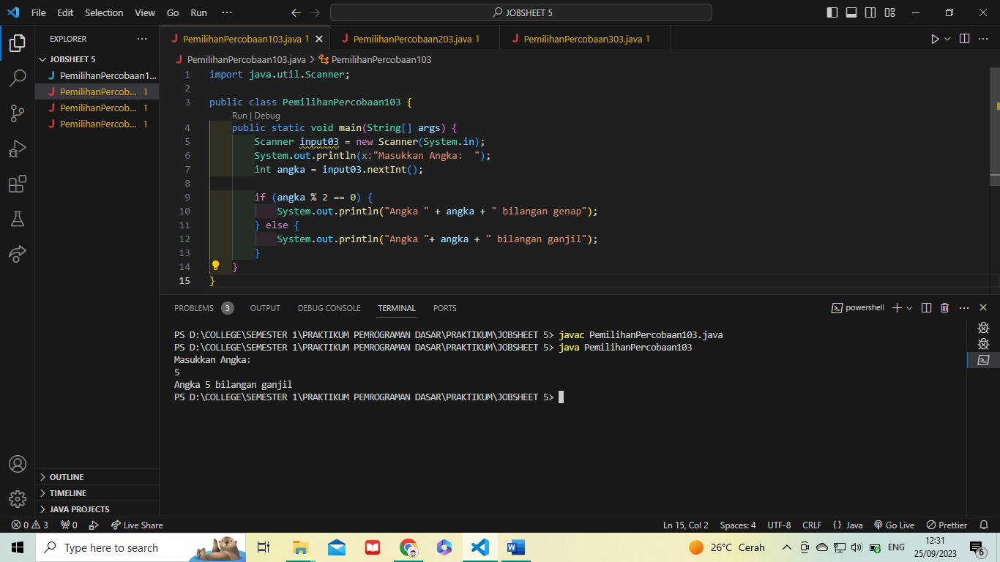 File Edit Selection View Go Run ··· JOBSHEET 5
EXPLORER ···
JOBSHEET 5
PemilihanPercobaan1...
PemilihanPercob... 1
PemilihanPercob... 1
PemilihanPercob... 1
OUTLINE
TIMELINE
JAVA PROJECTS
PemilihanPercobaan103.java 1 PemilihanPercobaan203.java 1 PemilihanPercobaan303.java 1
PemilihanPercobaan103.java > PemilihanPercobaan103
1 import java.util.Scanner;
2
3 public class PemilihanPercobaan103 {
Run | Debug
4 public static void main(String[] args) {
5 Scanner input03 = new Scanner(System.in);
6 System.out.println(x:"Masukkan Angka:  ");
7 int angka = input03.nextInt();
8
9 if (angka % 2 == 0) {
10 System.out.println("Angka " + angka + " bilangan genap");
11 } else {
12 System.out.println("Angka "+ angka + " bilangan ganjil");
13 }
14 }
15 }
PROBLEMS 3 OUTPUT DEBUG CONSOLE TERMINAL PORTS powershell
PS D:\COLLEGE\SEMESTER 1\PRAKTIKUM PEMROGRAMAN DASAR\PRAKTIKUM\JOBSHEET 5> javac PemilihanPercobaan103.java
PS D:\COLLEGE\SEMESTER 1\PRAKTIKUM PEMROGRAMAN DASAR\PRAKTIKUM\JOBSHEET 5> java PemilihanPercobaan103
Masukkan Angka:
5
Angka 5 bilangan ganjil
PS D:\COLLEGE\SEMESTER 1\PRAKTIKUM PEMROGRAMAN DASAR\PRAKTIKUM\JOBSHEET 5>
0 3 0 Live Share Ln 15, Col 2 Spaces: 4 UTF-8 CRLF {} Java Go Live Prettier
Type here to search 26°C Cerah ENG 12:31
25/09/2023 6